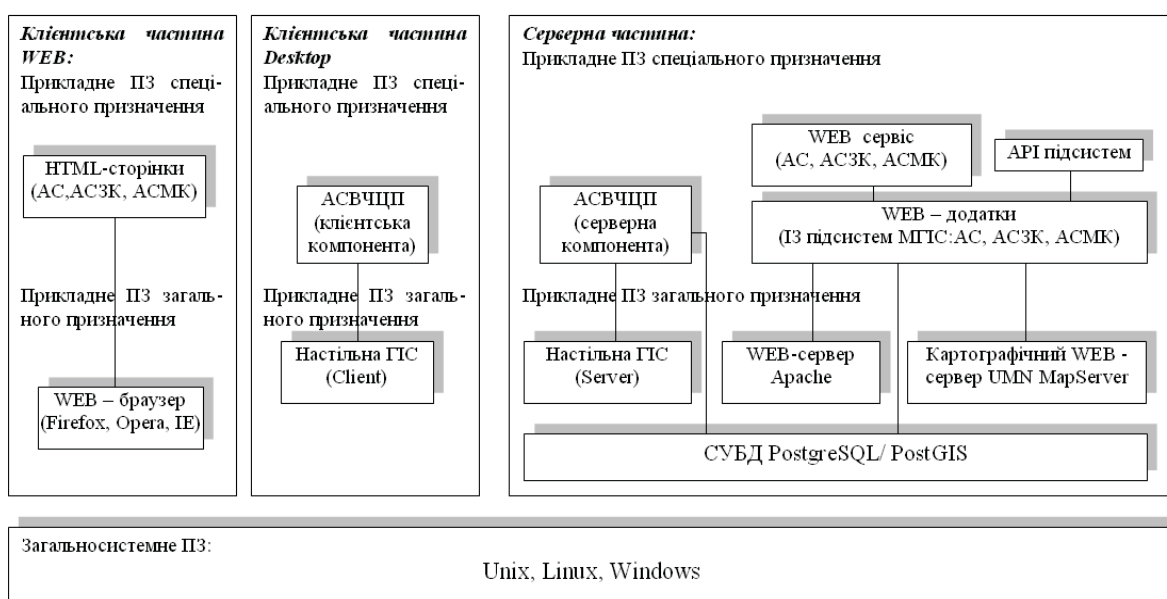 Клієнтська частина
WEB:
Прикладне ПЗ спеці-
ального призначення
HTML-сторінки
(АС,АСЗК, АСМК)
Прикладне ПЗ загаль-
ного призначення
WEB – браузер
(Firefox, Opera, IE)
Клієнтська частина
Desktop
Прикладне ПЗ спеці-
ального призначення
АСВЧЦП
(клієнтська
компонента)
Прикладне ПЗ загаль-
ного призначення
Настільна ГІС
(Client)
Серверна частина:
Прикладне ПЗ спеціального призначення
WEB сервіс
(АС, АСЗК, АСМК)
API підсистем
АСВЧЦП
(серверна
компонента)
WEB – додатки
(ІЗ підсистем МГІС:АС, АСЗК, АСМК)
Прикладне ПЗ загального призначення
Настільна ГІС
(Server)
WEB-сервер
Apache
Картографічний WEB -
сервер UMN MapServer
СУБД PostgreSQL/ PostGIS
Загальносистемне ПЗ:
Unix, Linux, Windows